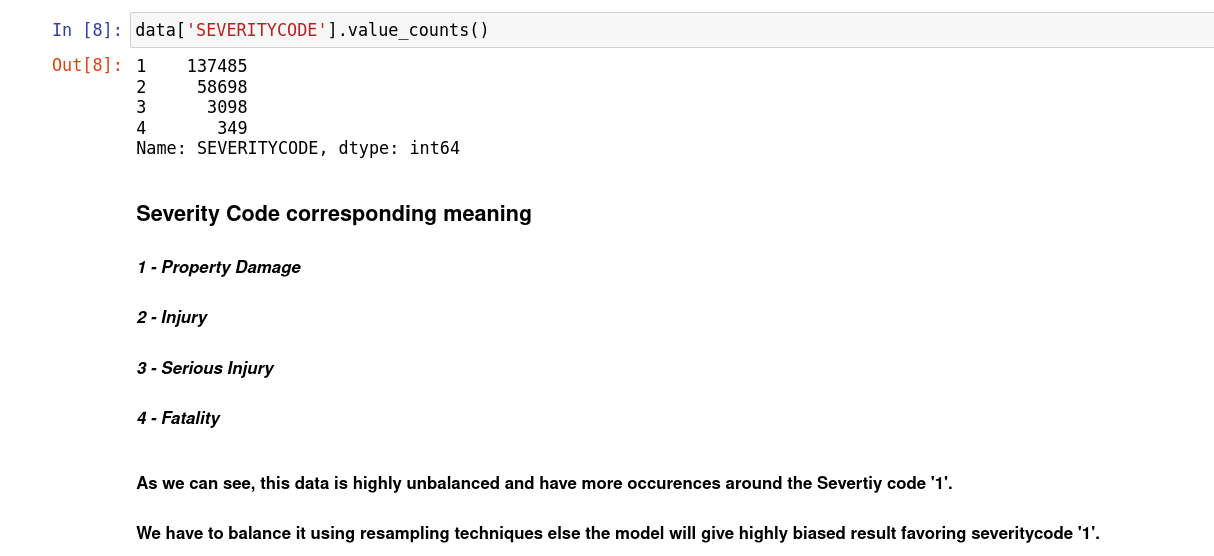 In [8]: data['SEVERITYCODE'].value_counts()
Out[8]: 1    137485
2     58698
3      3098
4       349
Name: SEVERITYCODE, dtype: int64
Severity Code corresponding meaning
1 - Property Damage
2 - Injury
3 - Serious Injury
4 - Fatality
As we can see, this data is highly unbalanced and have more occurences around the Severtiy code '1'.
We have to balance it using resampling techniques else the model will give highly biased result favoring severitycode '1'.